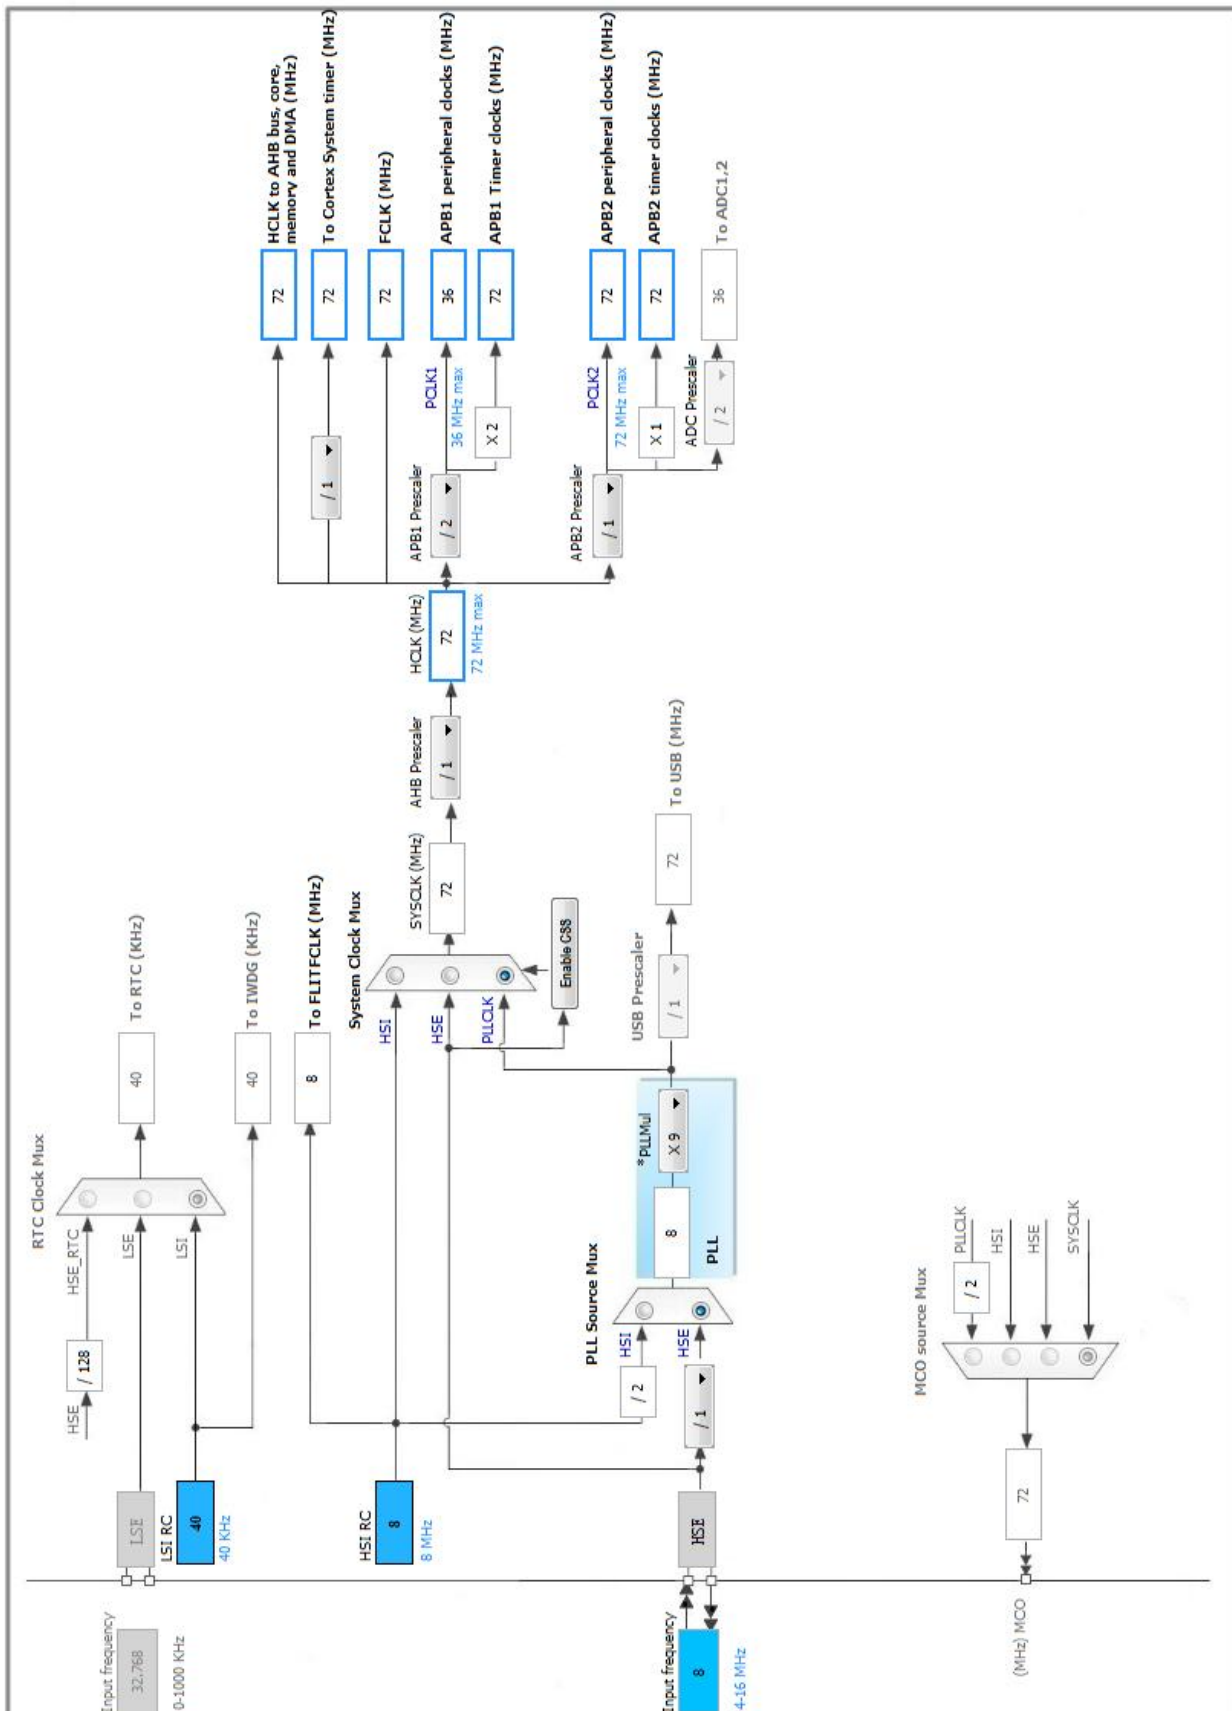 RTC Clock Mux
HSE
/ 128
HSE_RTC
Input frequency
32.768
0-1000 KHz
LSE
LSE
40
To RTC (KHz)
LSI RC
40
40 KHz
LSI
40
To IWDG (KHz)
8
To FLITFCLK (MHz)
HSI RC
8
8 MHz
System Clock Mux
HSI
HSE
PLLCLK
Enable CSS
SYSCLK (MHz)
72
AHB Prescaler
/ 1
HCLK (MHz)
72
72 MHz max
72
HCLK to AHB bus, core,
memory and DMA (MHz)
/ 1
72
To Cortex System timer (MHz)
72
FCLK (MHz)
APB1 Prescaler
/ 2
PCLK1
36 MHz max
36
APB1 peripheral clocks (MHz)
X 2
72
APB1 Timer clocks (MHz)
APB2 Prescaler
/ 1
PCLK2
72 MHz max
72
APB2 peripheral clocks (MHz)
X 1
72
APB2 timer clocks (MHz)
ADC Prescaler
/ 2
36
To ADC1,2
PLL Source Mux
HSI
/ 2
HSE
/ 1
8
*PLLMul
X 9
PLL
USB Prescaler
/ 1
72
To USB (MHz)
Input frequency
8
4-16 MHz
HSE
MCO source Mux
PLLCLK
/ 2
HSI
HSE
SYSCLK
72
(MHz) MCO